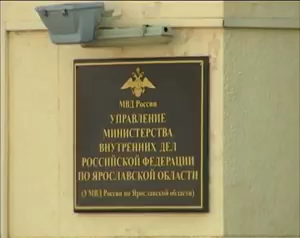 МВД России
УПРАВЛЕНИЕ
МИНИСТЕРСТВА
ВНУТРЕННИХ ДЕЛ
РОССИЙСКОЙ ФЕДЕРАЦИИ
ПО ЯРОСЛАВСКОЙ ОБЛАСТИ
(УМВД России по Ярославской области)